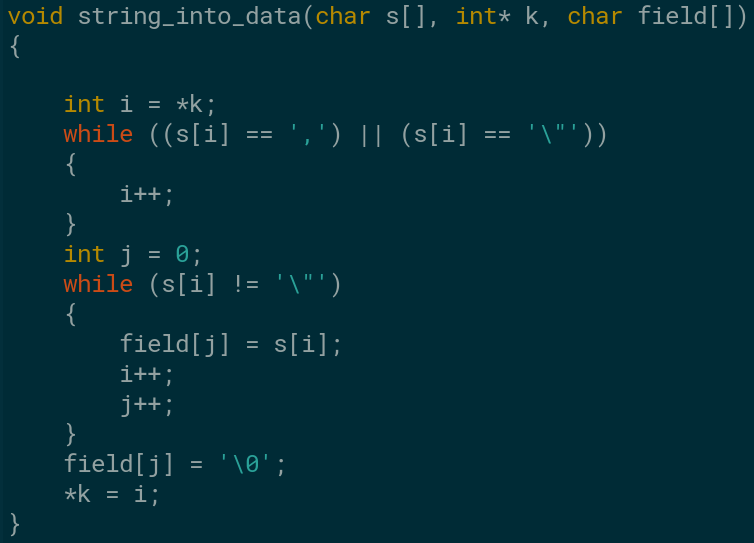 void string_into_data(char s[], int* k, char field[])
{
    int i = *k;
    while ((s[i] == ',') || (s[i] == '\"'))
    {
        i++;
    }
    int j = 0;
    while (s[i] != '\"')
    {
        field[j] = s[i];
        i++;
        j++;
    }
    field[j] = '\0';
    *k = i;
}